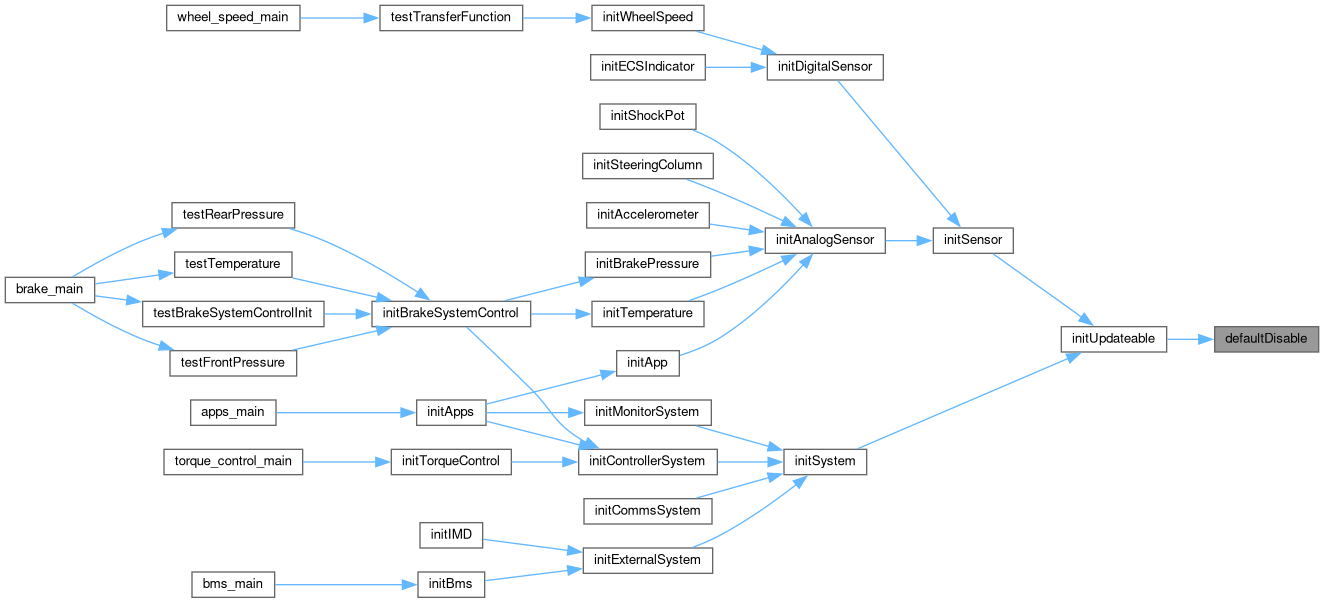 wheel_speed_main
testTransferFunction
initWheelSpeed
initDigitalSensor
initECSIndicator
initShockPot
initSteeringColumn
initAccelerometer
initAnalogSensor
initSensor
initBrakePressure
initTemperature
initApp
testRearPressure
testTemperature
brake_main
testBrakeSystemControlInit
initBrakeSystemControl
testFrontPressure
initUpdateable
defaultDisable
apps_main
initApps
initMonitorSystem
torque_control_main
initTorqueControl
initControllerSystem
initSystem
initCommsSystem
initIMD
initExternalSystem
bms_main
initBms